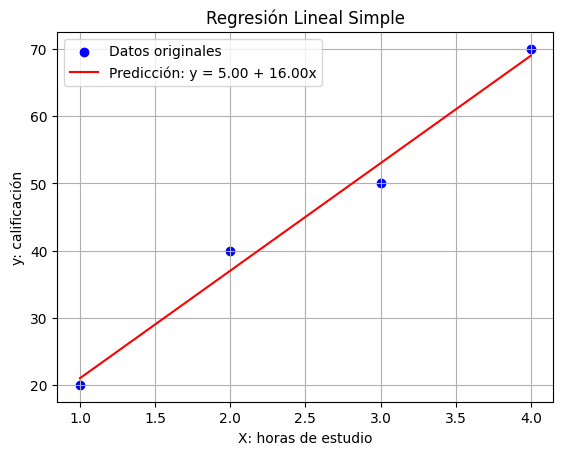 Regresión Lineal Simple
Datos originales
Predicción: y = 5.00 + 16.00x
y: calificación
70
60
50
40
30
20
1.0 1.5 2.0 2.5 3.0 3.5 4.0
X: horas de estudio